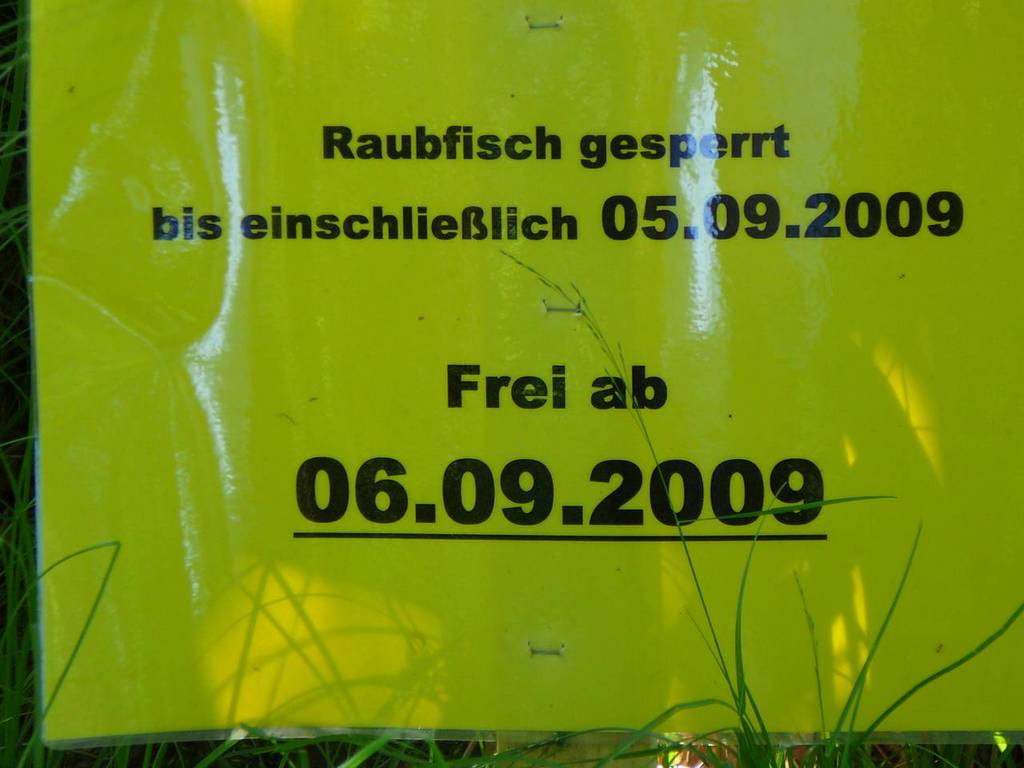 Raubfisch gesperrt
bis einschließlich 05.09.2009
Frei ab
06.09.2009